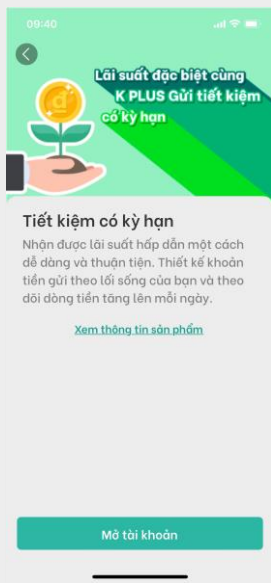 09:40
Lãi suất đặc biệt cùng
K PLUS Gửi tiết kiệm
có kỳ hạn
đ
Tiết kiệm có kỳ hạn
Nhận được lãi suất hấp dẫn một cách
dễ dàng và thuận tiện. Thiết kế khoản
tiền gửi theo lối sống của bạn và theo
dõi dòng tiền tăng lên mỗi ngày.
Xem thông tin sản phẩm
Mở tài khoản